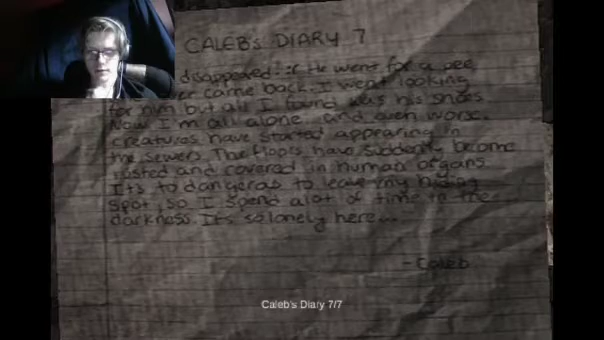 CALEB'S DIARY 7
disappeared :( He went for a pee
came back. I went looking
for him but all I found was his shoes.
Now I'm all alone and even worse,
creatures have started appearing in
the sewers. The floors have suddenly become
rusted and covered in human organs.
It's to dangeras to leave my hiding
spot, so I spend alot of time in the
darkness. It's so lonely here...
- Caleb
Caleb's Diary 7/7